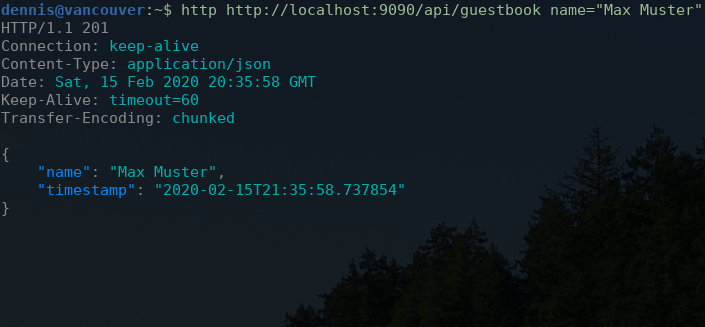 dennis@vancouver:~$ http http://localhost:9090/api/guestbook name="Max Muster"
HTTP/1.1 201
Connection: keep-alive
Content-Type: application/json
Date: Sat, 15 Feb 2020 20:35:58 GMT
Keep-Alive: timeout=60
Transfer-Encoding: chunked

{
    "name": "Max Muster",
    "timestamp": "2020-02-15T21:35:58.737854"
}